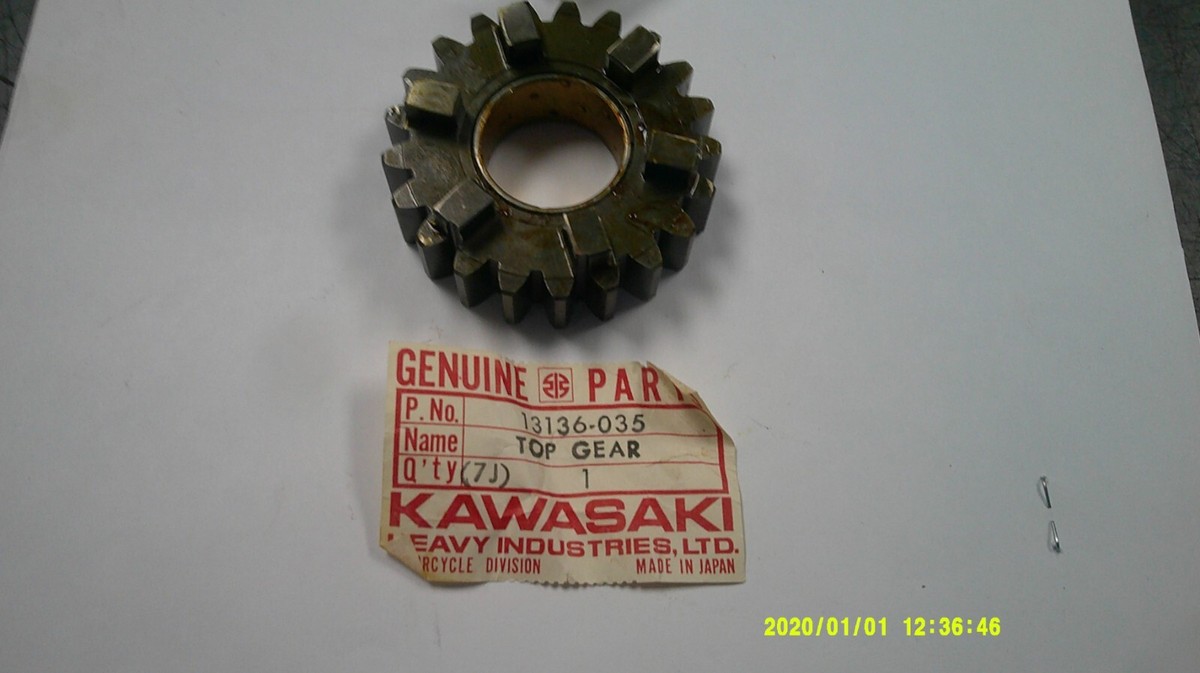 GENUINE PAR
P. No. 13136-035
Name TOP GEAR
Q'ty (7J) 1
KAWASAKI
EAVY INDUSTRIES, LTD.
RCYCLE DIVISION MADE IN JAPAN
2020/01/01 12:36:46